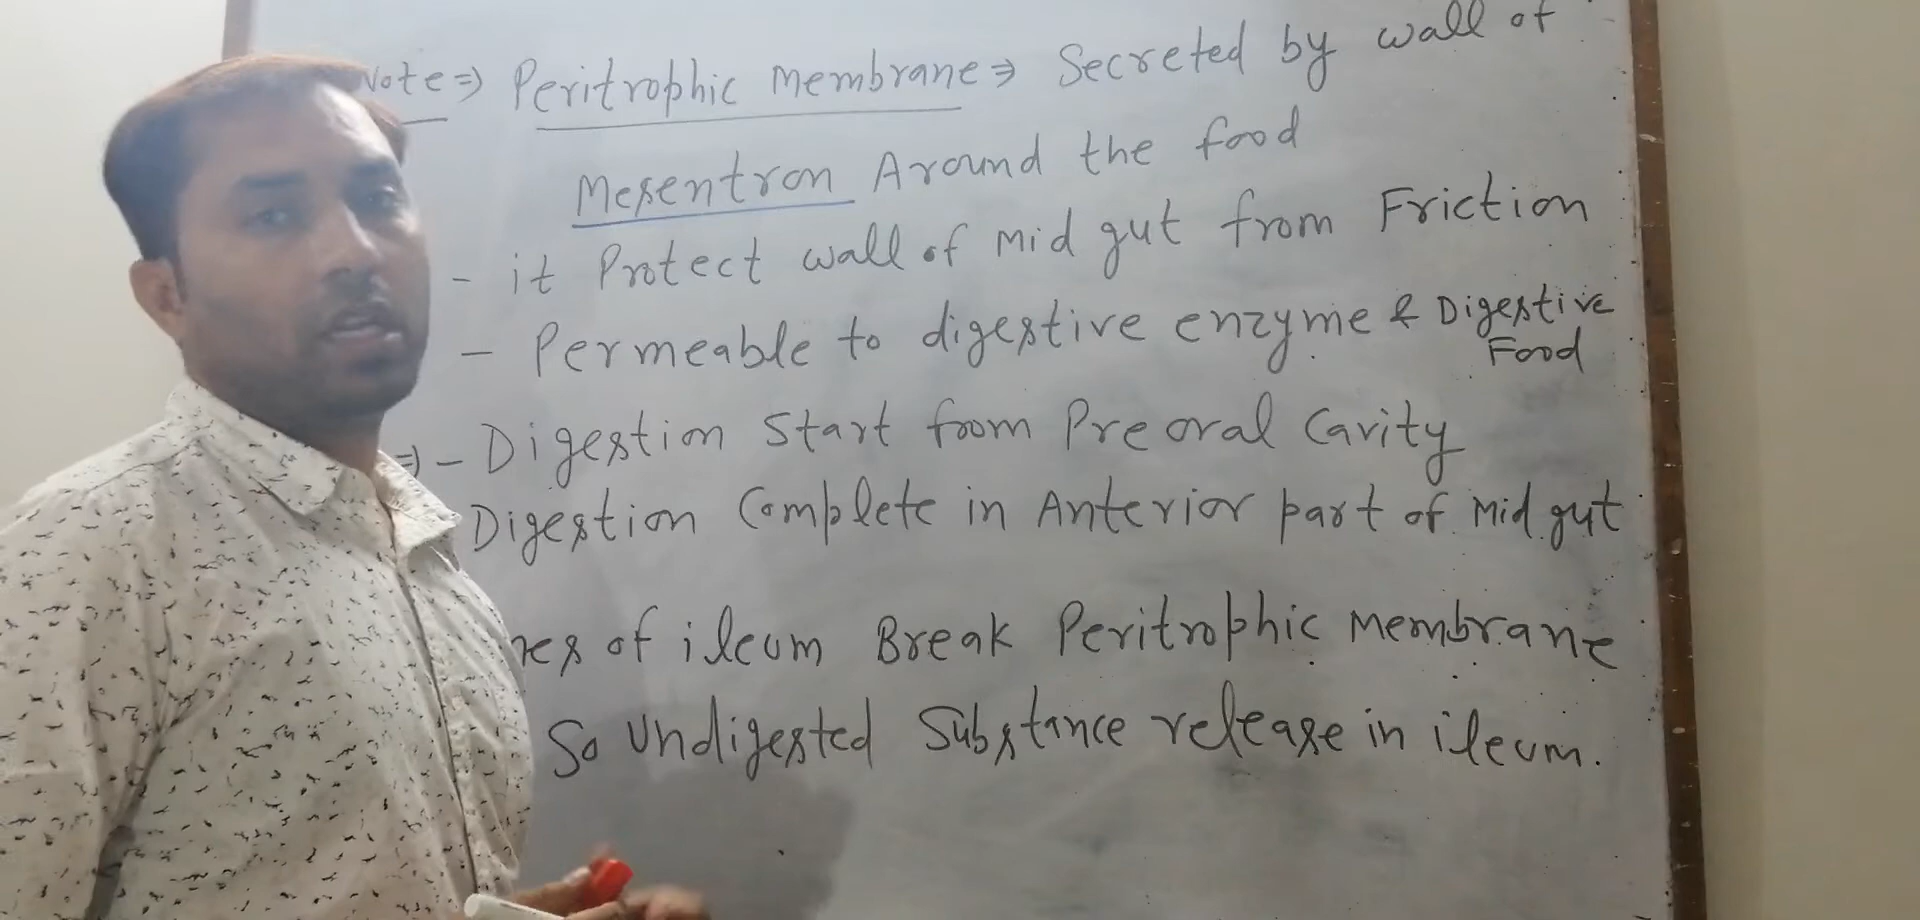 Note => Peritrophic Membrane => Secreted by wall of
Mesentron Around the food
- it Protect wall of mid gut from Friction
- Permeable to digestive enzyme & Digestive
Food
=> - Digestion Start from Preoral Cavity
Digestion Complete in Anterior part of Mid gut
of ileum Break Peritrophic Membrane
So Undigested Substance release in ileum.